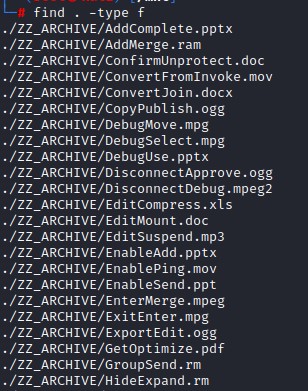 # find . -type f
./ZZ_ARCHIVE/AddComplete.pptx
./ZZ_ARCHIVE/AddMerge.ram
./ZZ_ARCHIVE/ConfirmUnprotect.doc
./ZZ_ARCHIVE/ConvertFromInvoke.mov
./ZZ_ARCHIVE/ConvertJoin.docx
./ZZ_ARCHIVE/CopyPublish.ogg
./ZZ_ARCHIVE/DebugMove.mpg
./ZZ_ARCHIVE/DebugSelect.mpg
./ZZ_ARCHIVE/DebugUse.pptx
./ZZ_ARCHIVE/DisconnectApprove.ogg
./ZZ_ARCHIVE/DisconnectDebug.mpeg2
./ZZ_ARCHIVE/EditCompress.xls
./ZZ_ARCHIVE/EditMount.doc
./ZZ_ARCHIVE/EditSuspend.mp3
./ZZ_ARCHIVE/EnableAdd.pptx
./ZZ_ARCHIVE/EnablePing.mov
./ZZ_ARCHIVE/EnableSend.ppt
./ZZ_ARCHIVE/EnterMerge.mpeg
./ZZ_ARCHIVE/ExitEnter.mpg
./ZZ_ARCHIVE/ExportEdit.ogg
./ZZ_ARCHIVE/GetOptimize.pdf
./ZZ_ARCHIVE/GroupSend.rm
./ZZ_ARCHIVE/HideExpand.rm